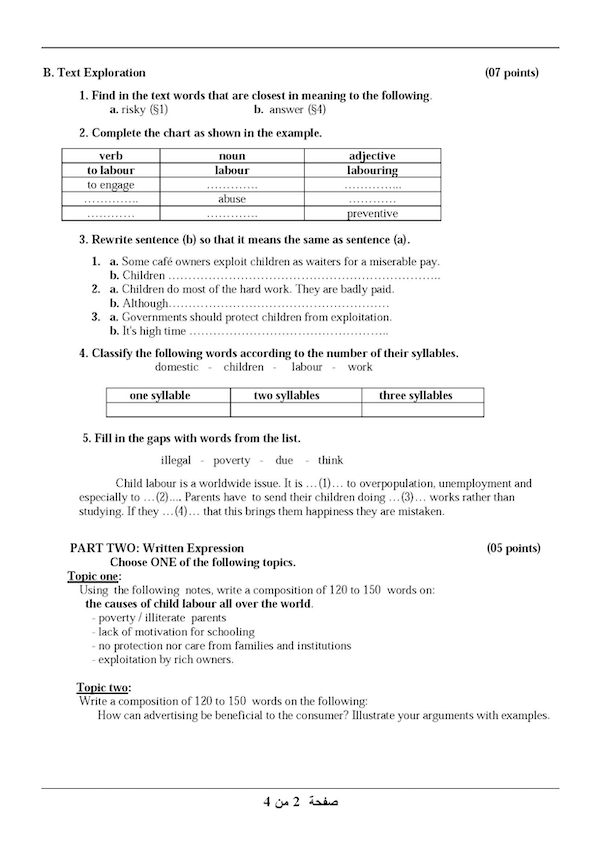 B. Text Exploration (07 points)
1. Find in the text words that are closest in meaning to the following.
a. risky (§1) b. answer (§4)
2. Complete the chart as shown in the example.
verb noun adjective
to labour labour labouring
to engage …………. …………...
………….. abuse …………
………… …………. preventive
3. Rewrite sentence (b) so that it means the same as sentence (a).
1. a. Some café owners exploit children as waiters for a miserable pay.
b. Children …………………………………………………………..
2. a. Children do most of the hard work. They are badly paid.
b. Although………………………………………………
3. a. Governments should protect children from exploitation.
b. It's high time …………………………………………..
4. Classify the following words according to the number of their syllables.
domestic - children - labour - work
one syllable two syllables three syllables
5. Fill in the gaps with words from the list.
illegal - poverty - due - think
Child labour is a worldwide issue. It is …(1)… to overpopulation, unemployment and
especially to …(2)…. Parents have to send their children doing …(3)… works rather than
studying. If they …(4)… that this brings them happiness they are mistaken.
PART TWO: Written Expression (05 points)
Choose ONE of the following topics.
Topic one:
Using the following notes, write a composition of 120 to 150 words on:
the causes of child labour all over the world.
- poverty / illiterate parents
- lack of motivation for schooling
- no protection nor care from families and institutions
- exploitation by rich owners.
Topic two:
Write a composition of 120 to 150 words on the following:
How can advertising be beneficial to the consumer? Illustrate your arguments with examples.
صفحة 2 من 4